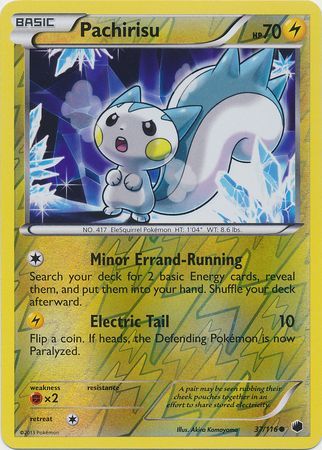 BASIC
Pachirisu
HP70
NO. 417 EleSquirrel Pokémon HT: 1'04" WT: 8.6 lbs.
Minor Errand-Running
Search your deck for 2 basic Energy cards, reveal
them, and put them into your hand. Shuffle your deck
afterward.
Electric Tail 10
Flip a coin. If heads, the Defending Pokémon is now
Paralyzed.
weakness resistance
×2
retreat
A pair may be seen rubbing their
cheek pouches together in an
effort to share stored electricity.
©2013 Pokémon
Illus. Akira Komayama
37/116